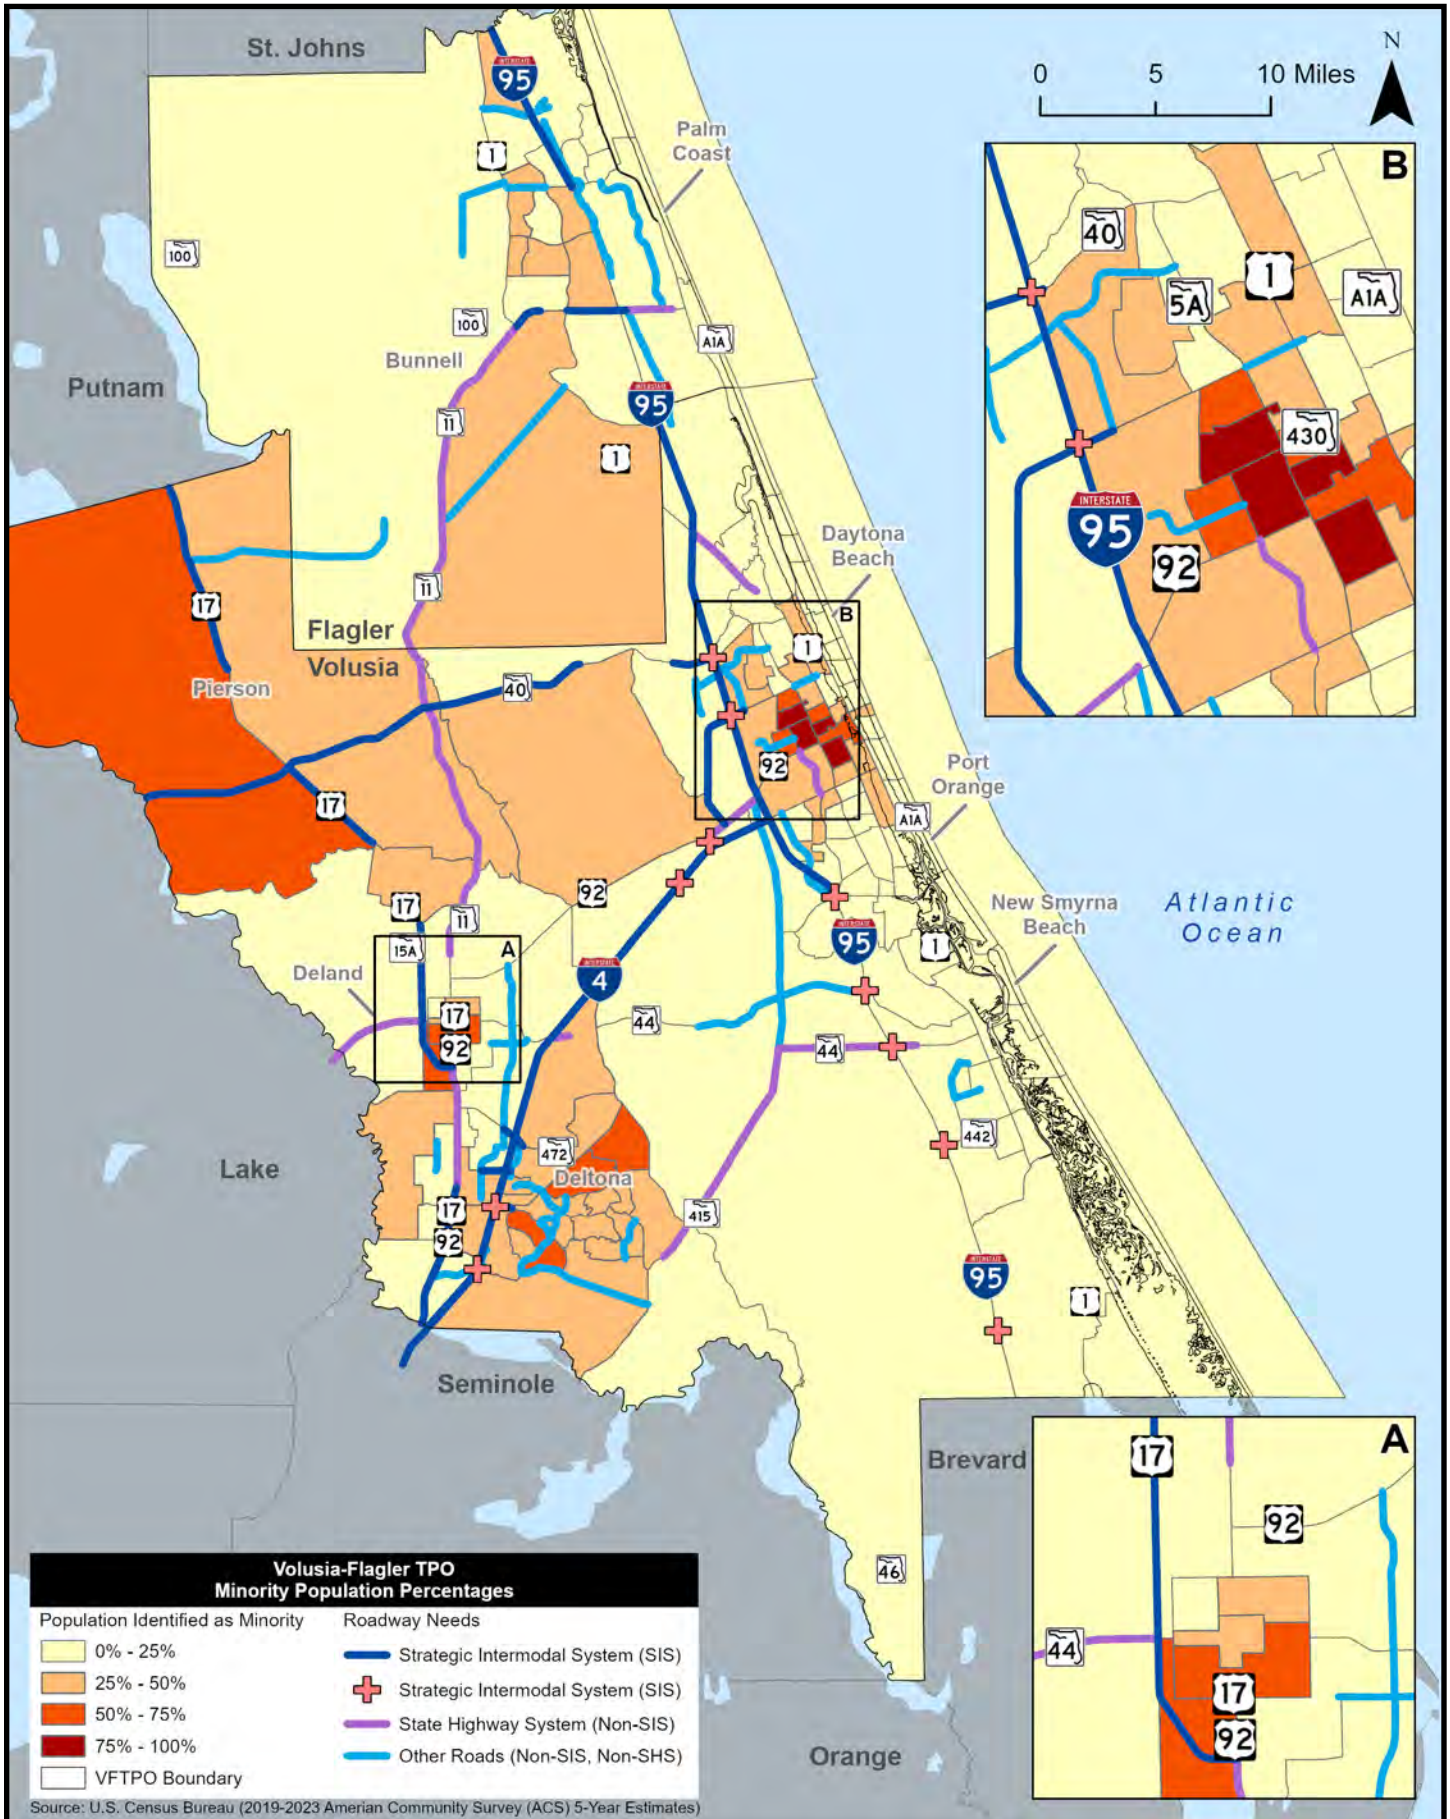 St. Johns
INTERSTATE
95
0 5 10 Miles
N
1
Palm
Coast
B
40
1
5A
A1A
100
100
A1A
Bunnell
Putnam
INTERSTATE
95
11
430
1
INTERSTATE
95
92
Daytona
Beach
11
17
B
Flagler
Volusia
1
Pierson
40
92
Port
Orange
17
A1A
92
17
11
New Smyrna
Beach
Atlantic
Ocean
15A
A
INTERSTATE
95
1
Deland
INTERSTATE
4
17
44
92
44
442
472
Lake
Deltona
17
415
92
INTERSTATE
95
1
Seminole
A
17
Brevard
92
46
44
17
92
Orange
Volusia-Flagler TPO
Minority Population Percentages
Population Identified as Minority
0% - 25%
25% - 50%
50% - 75%
75% - 100%
VFTPO Boundary
Roadway Needs
Strategic Intermodal System (SIS)
Strategic Intermodal System (SIS)
State Highway System (Non-SIS)
Other Roads (Non-SIS, Non-SHS)
Source: U.S. Census Bureau (2019-2023 Amerian Community Survey (ACS) 5-Year Estimates)